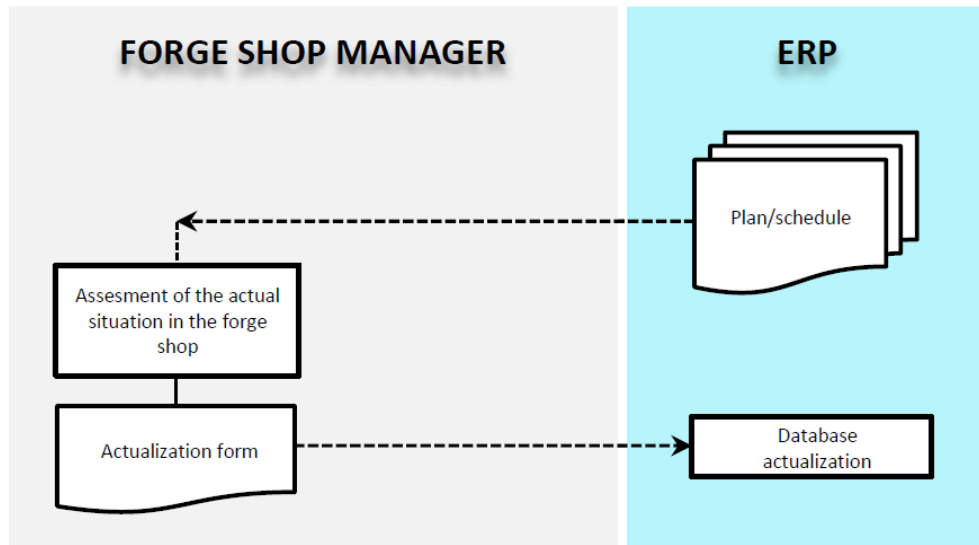 FORGE SHOP MANAGER
ERP
Plan/schedule
Assesment of the actual
situation in the forge
shop
Actualization form
Database
actualization